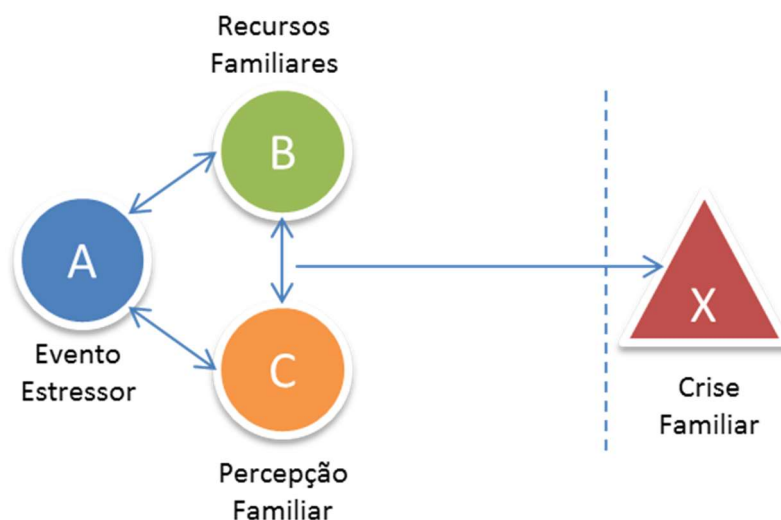 Recursos
Familiares
B
A
Evento
Estressor
C
Percepção
Familiar
X
Crise
Familiar